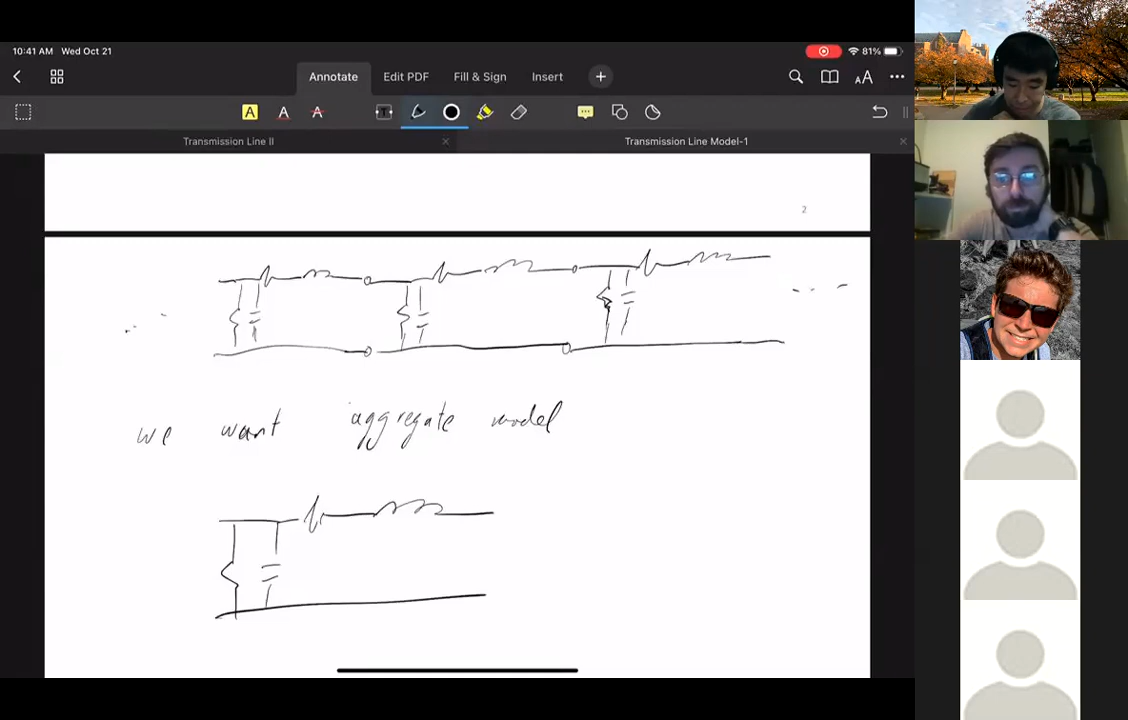 10:41 AM Wed Oct 21
81%
Annotate Edit PDF Fill & Sign Insert
Transmission Line II
Transmission Line Model-1
2
we want aggregate model